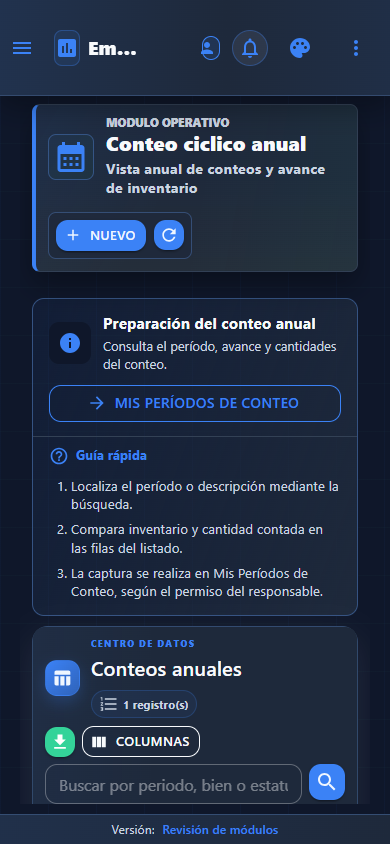 Em...
MODULO OPERATIVO
Conteo ciclico anual
Vista anual de conteos y avance
de inventario
NUEVO
Preparación del conteo anual
Consulta el período, avance y cantidades
del conteo.
MIS PERÍODOS DE CONTEO
Guía rápida
1. Localiza el período o descripción mediante la
búsqueda.
2. Compara inventario y cantidad contada en
las filas del listado.
3. La captura se realiza en Mis Períodos de
Conteo, según el permiso del responsable.
CENTRO DE DATOS
Conteos anuales
1 registro(s)
COLUMNAS
Buscar por periodo, bien o estatu
Versión: Revisión de módulos